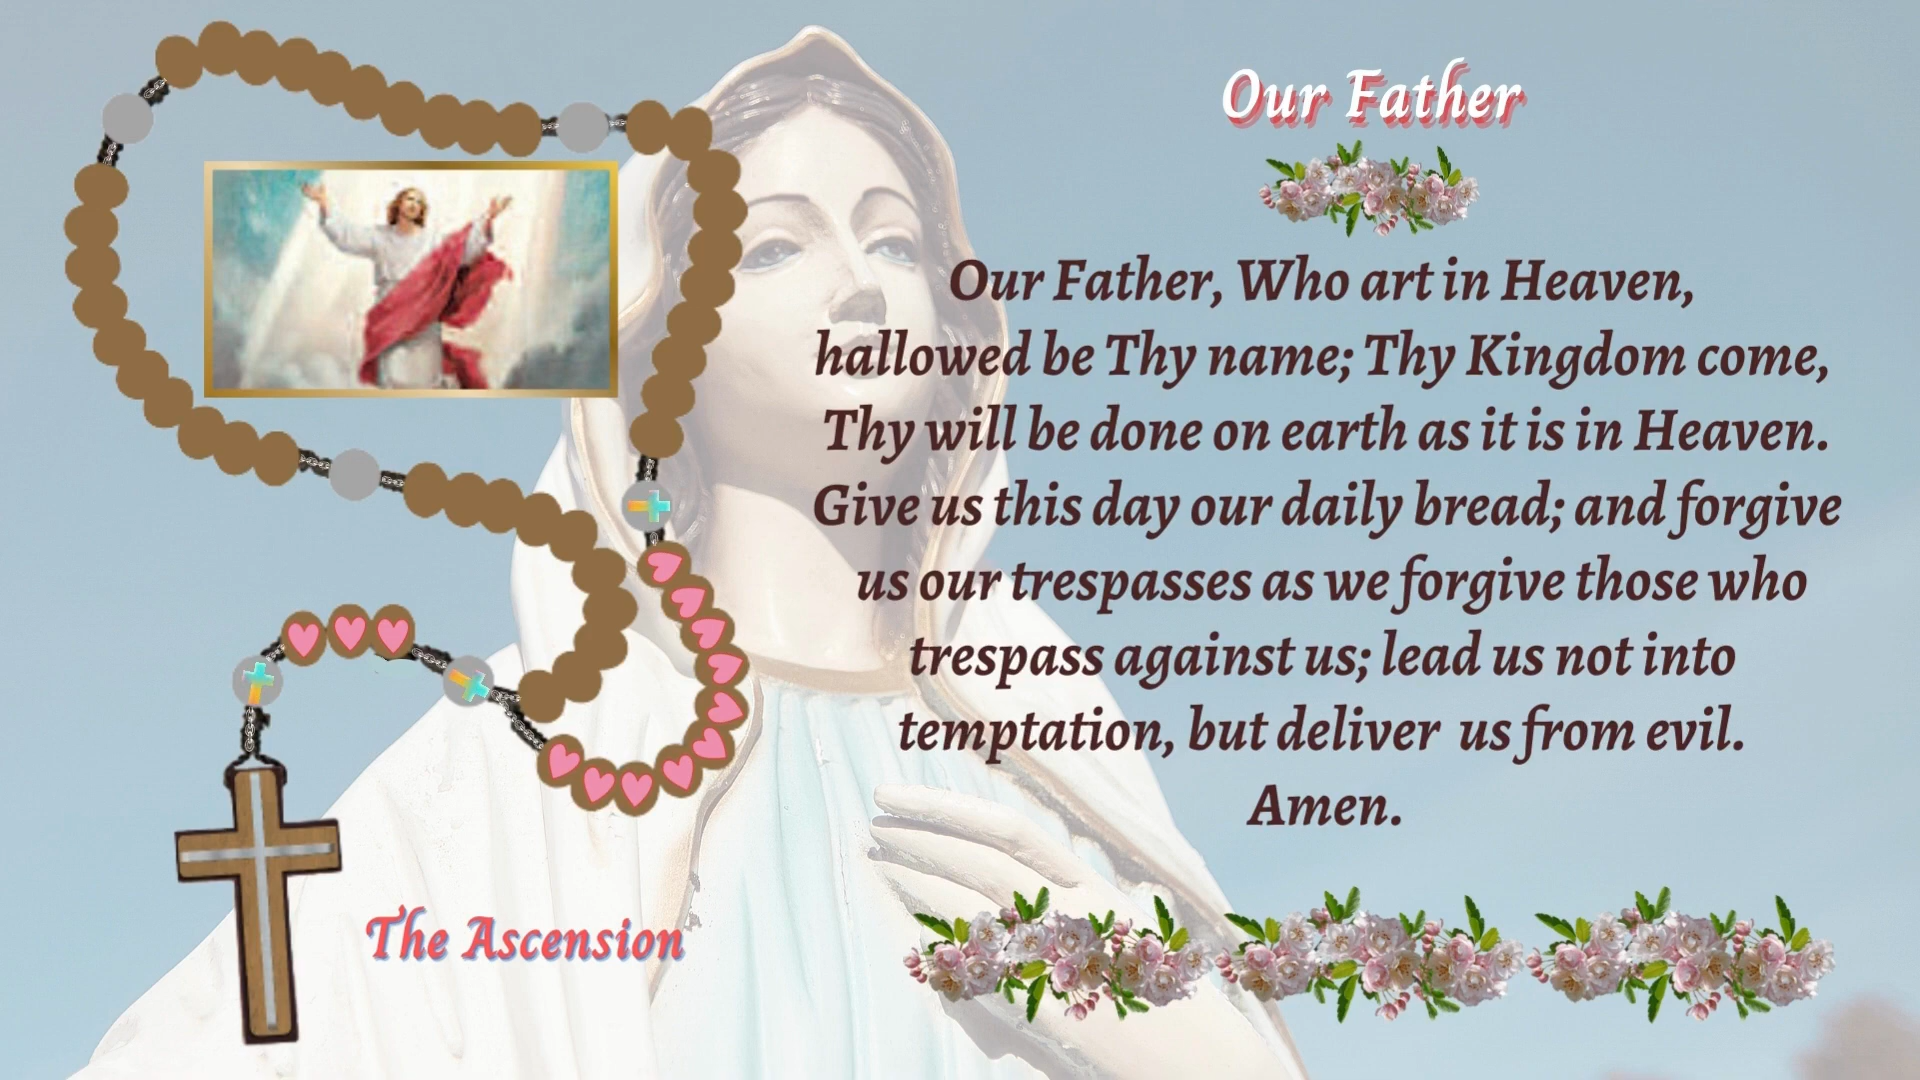 Our Father
Our Father, Who art in Heaven,
hallowed be Thy name; Thy Kingdom come,
Thy will be done on earth as it is in Heaven.
Give us this day our daily bread; and forgive
us our trespasses as we forgive those who
trespass against us; lead us not into
temptation, but deliver us from evil.
Amen.
The Ascension